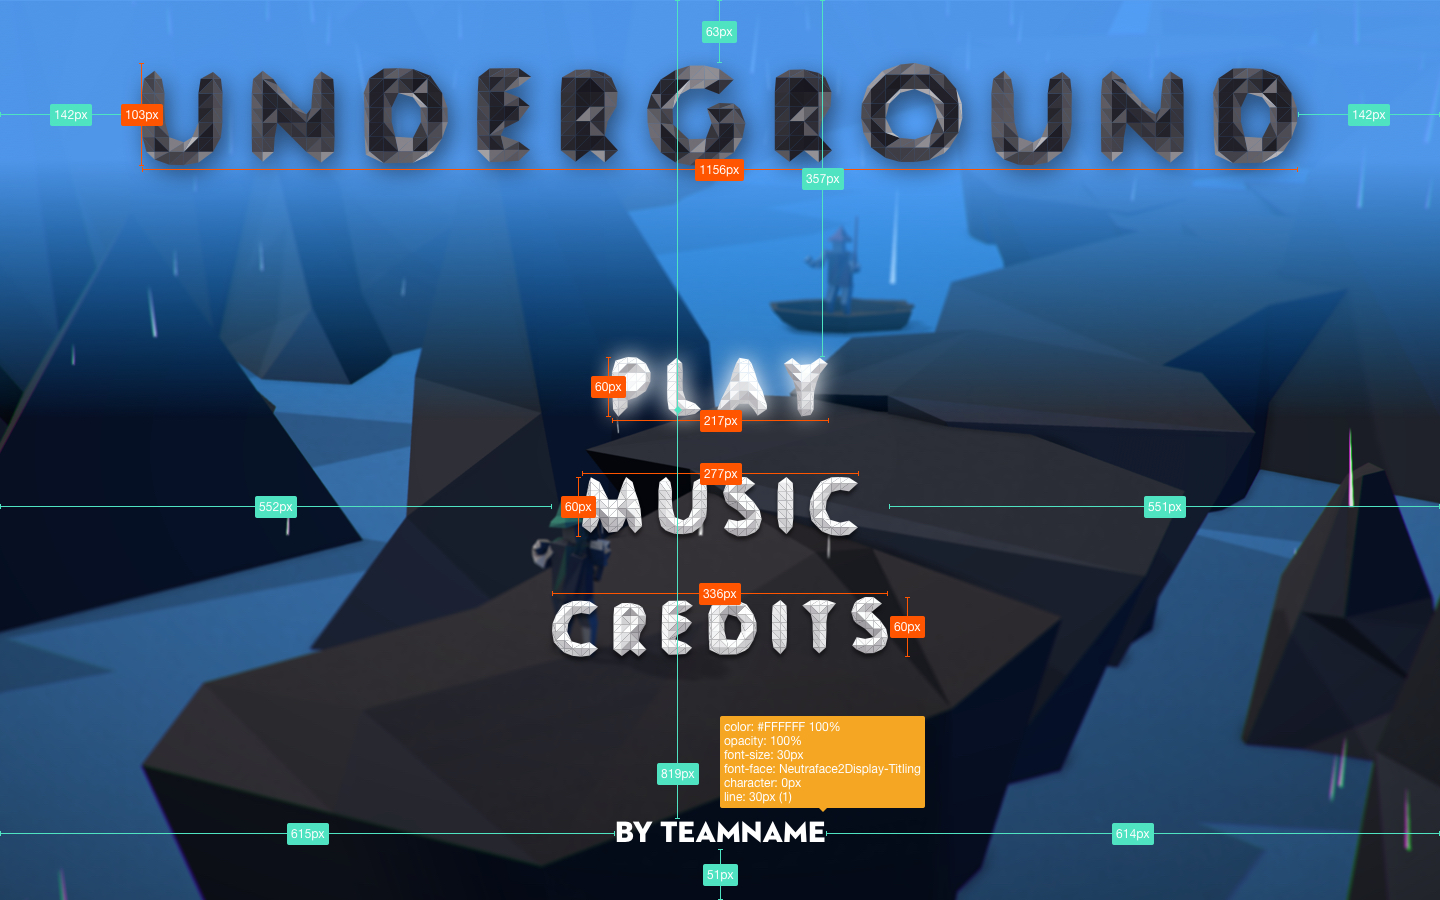 63px
UNDERGROUND
142px
103px
142px
1156px
357px
PLAY
60px
217px
277px
MUSIC
60px
552px
551px
336px
CREDITS
60px
color: #FFFFFF 100%
opacity: 100%
font-size: 30px
font-face: Neutraface2Display-Titling
character: 0px
line: 30px (1)
819px
615px
BY TEAMNAME
614px
51px